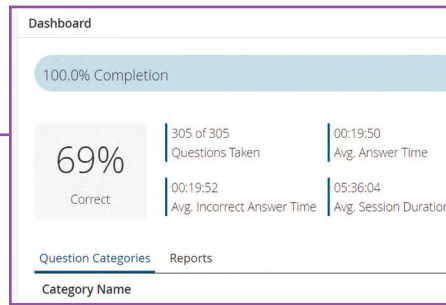 Dashboard
100.0% Completion
69%
Correct
305 of 305
Questions Taken
00:19:50
Avg. Answer Time
00:19:52
Avg. Incorrect Answer Time
05:36:04
Avg. Session Duration
Question Categories
Reports
Category Name